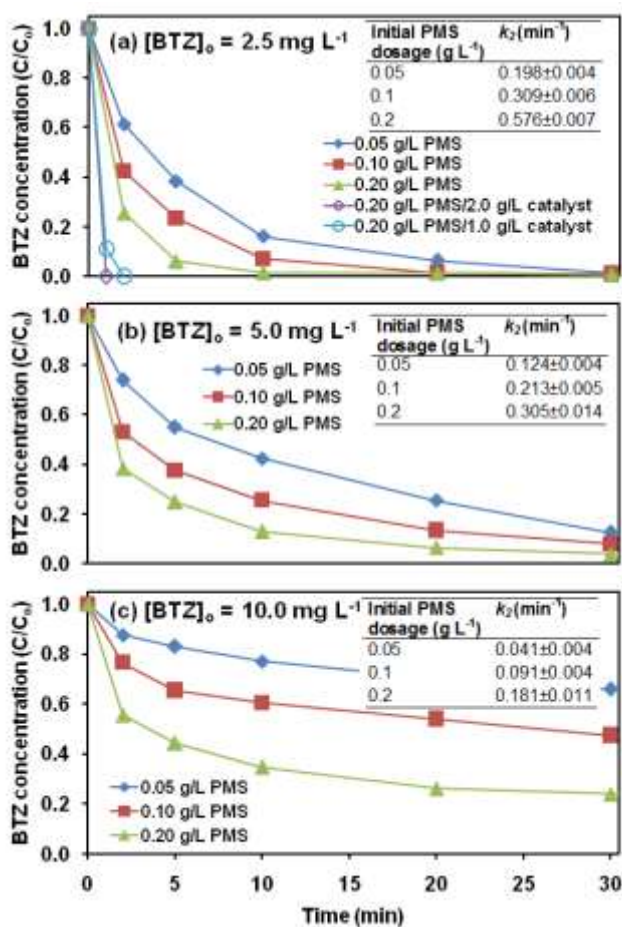 (a) [BTZ]ₒ = 2.5 mg L⁻¹
Initial PMS dosage (g L⁻¹) k₂(min⁻¹)
0.05 0.198±0.004
0.1 0.309±0.006
0.2 0.576±0.007
0.05 g/L PMS
0.10 g/L PMS
0.20 g/L PMS
0.20 g/L PMS/2.0 g/L catalyst
0.20 g/L PMS/1.0 g/L catalyst
BTZ concentration (C/Cₒ)
1.0
0.8
0.6
0.4
0.2
0.0
(b) [BTZ]ₒ = 5.0 mg L⁻¹
Initial PMS dosage (g L⁻¹) k₂(min⁻¹)
0.05 0.124±0.004
0.1 0.213±0.005
0.2 0.305±0.014
0.05 g/L PMS
0.10 g/L PMS
0.20 g/L PMS
BTZ concentration (C/Cₒ)
1.0
0.8
0.6
0.4
0.2
0.0
(c) [BTZ]ₒ = 10.0 mg L⁻¹
Initial PMS dosage (g L⁻¹) k₂(min⁻¹)
0.05 0.041±0.004
0.1 0.091±0.004
0.2 0.181±0.011
0.05 g/L PMS
0.10 g/L PMS
0.20 g/L PMS
BTZ concentration (C/Cₒ)
1.0
0.8
0.6
0.4
0.2
0.0
0 5 10 15 20 25 30
Time (min)